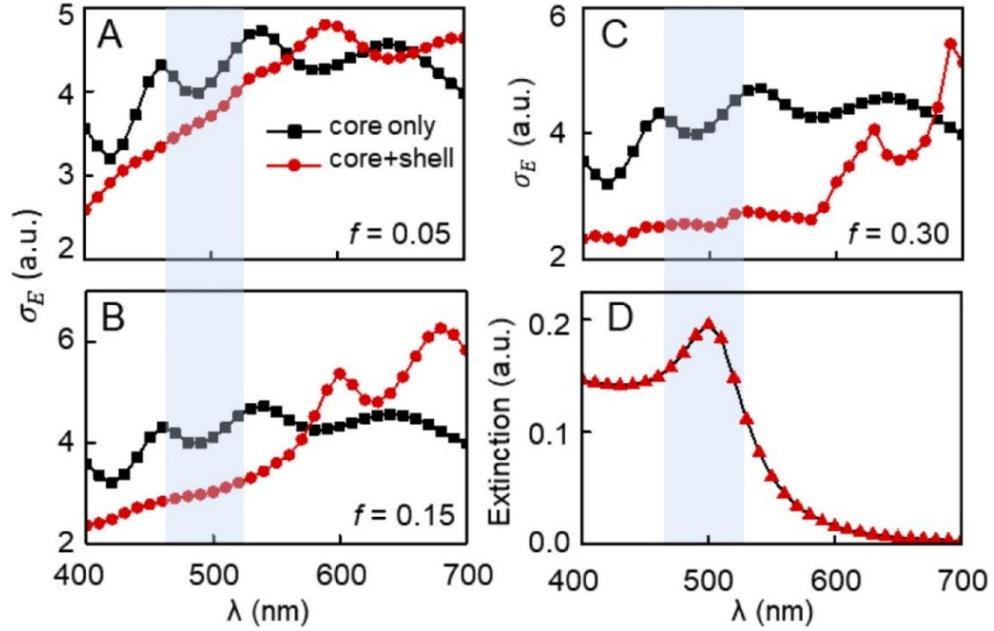 A
5
4
3
2
core only
core+shell
f = 0.05
σE (a.u.)
B
6
4
2
f = 0.15
400 500 600 700
λ (nm)
C
6
4
2
σE (a.u.)
f = 0.30
D
0.2
0.1
0.0
Extinction (a.u.)
400 500 600 700
λ (nm)